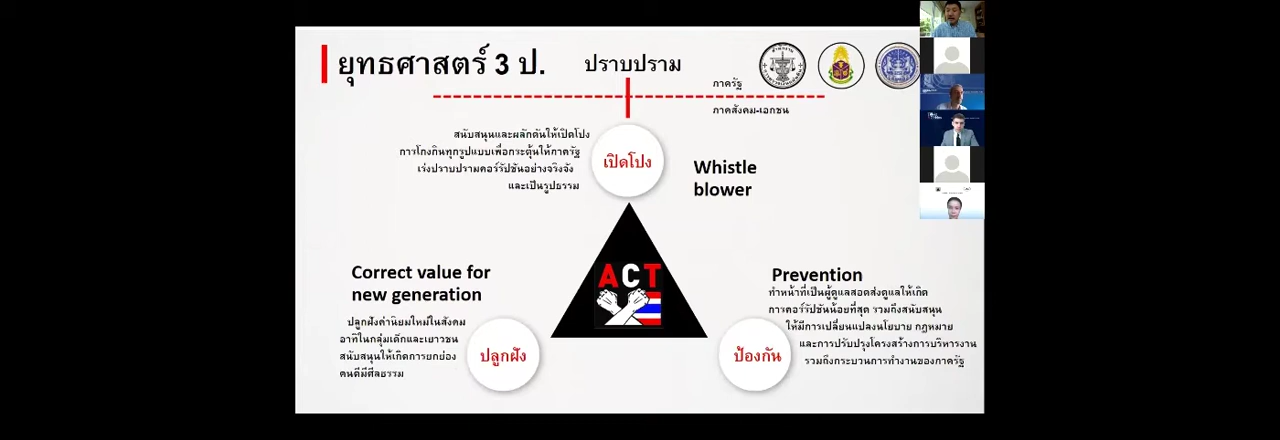 ยุทธศาสตร์ 3 ป.
ปราบปราม
ภาครัฐ
ภาคสังคม-เอกชน
สนับสนุนและผลักดันให้เปิดโปง
การโกงกินทุกรูปแบบเพื่อกระตุ้นให้ภาครัฐ
เร่งปราบปรามคอร์รัปชันอย่างจริงจัง
และเป็นรูปธรรม
เปิดโปง
Whistle
blower
ACT
Correct value for
new generation
ปลูกฝังค่านิยมใหม่ในสังคม
อาทิในกลุ่มเด็กและเยาวชน
สนับสนุนให้เกิดการยกย่อง
คนดีมีศีลธรรม
ปลูกฝัง
Prevention
ทำหน้าที่เป็นผู้ดูแลสอดส่งดูแลให้เกิด
การคอร์รัปชันน้อยที่สุด รวมถึงสนับสนุน
ให้มีการเปลี่ยนแปลงนโยบาย กฎหมาย
และการปรับปรุงโครงสร้างการบริหารงาน
รวมถึงกระบวนการทำงานของภาครัฐ
ป้องกัน